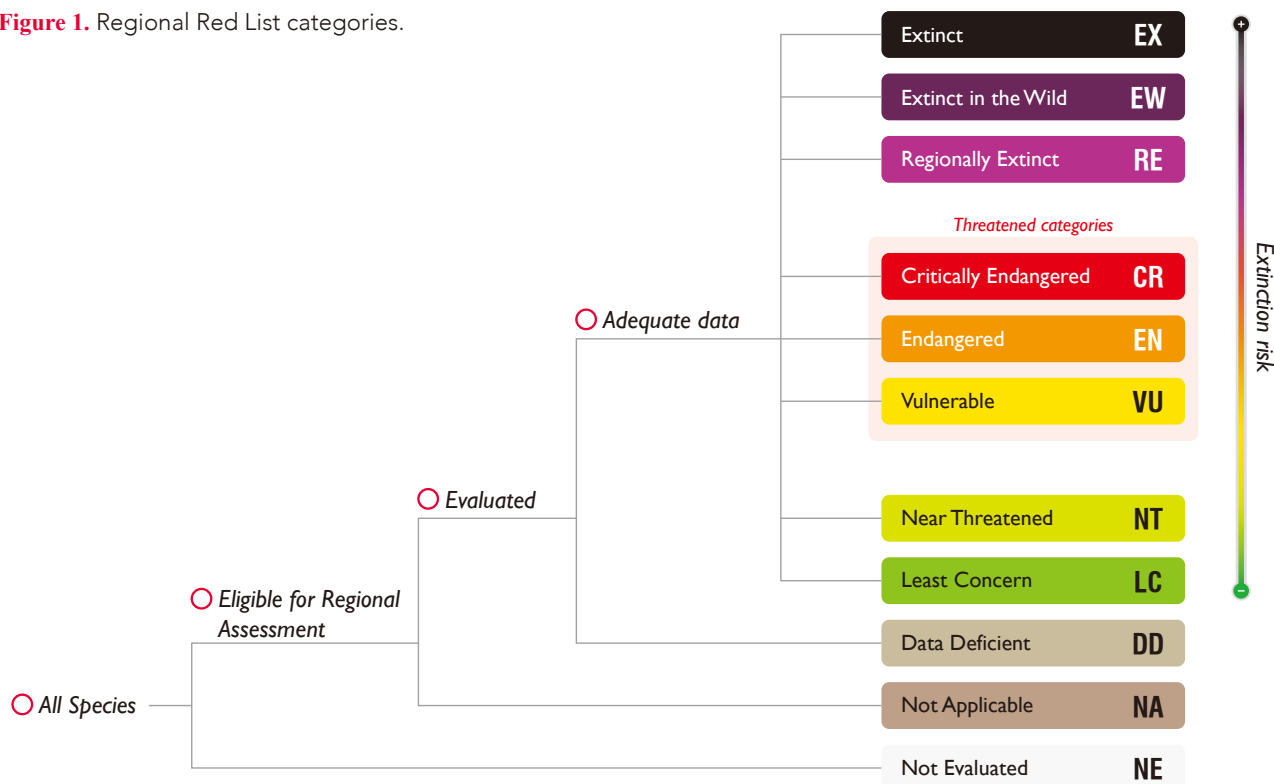 Figure 1. Regional Red List categories.
Extinct EX
Extinct in the Wild EW
Regionally Extinct RE
Threatened categories
Critically Endangered CR
Endangered EN
Vulnerable VU
Near Threatened NT
Least Concern LC
Data Deficient DD
Not Applicable NA
Not Evaluated NE
+
Extinction risk
−
Adequate data
Evaluated
Eligible for Regional
Assessment
All Species